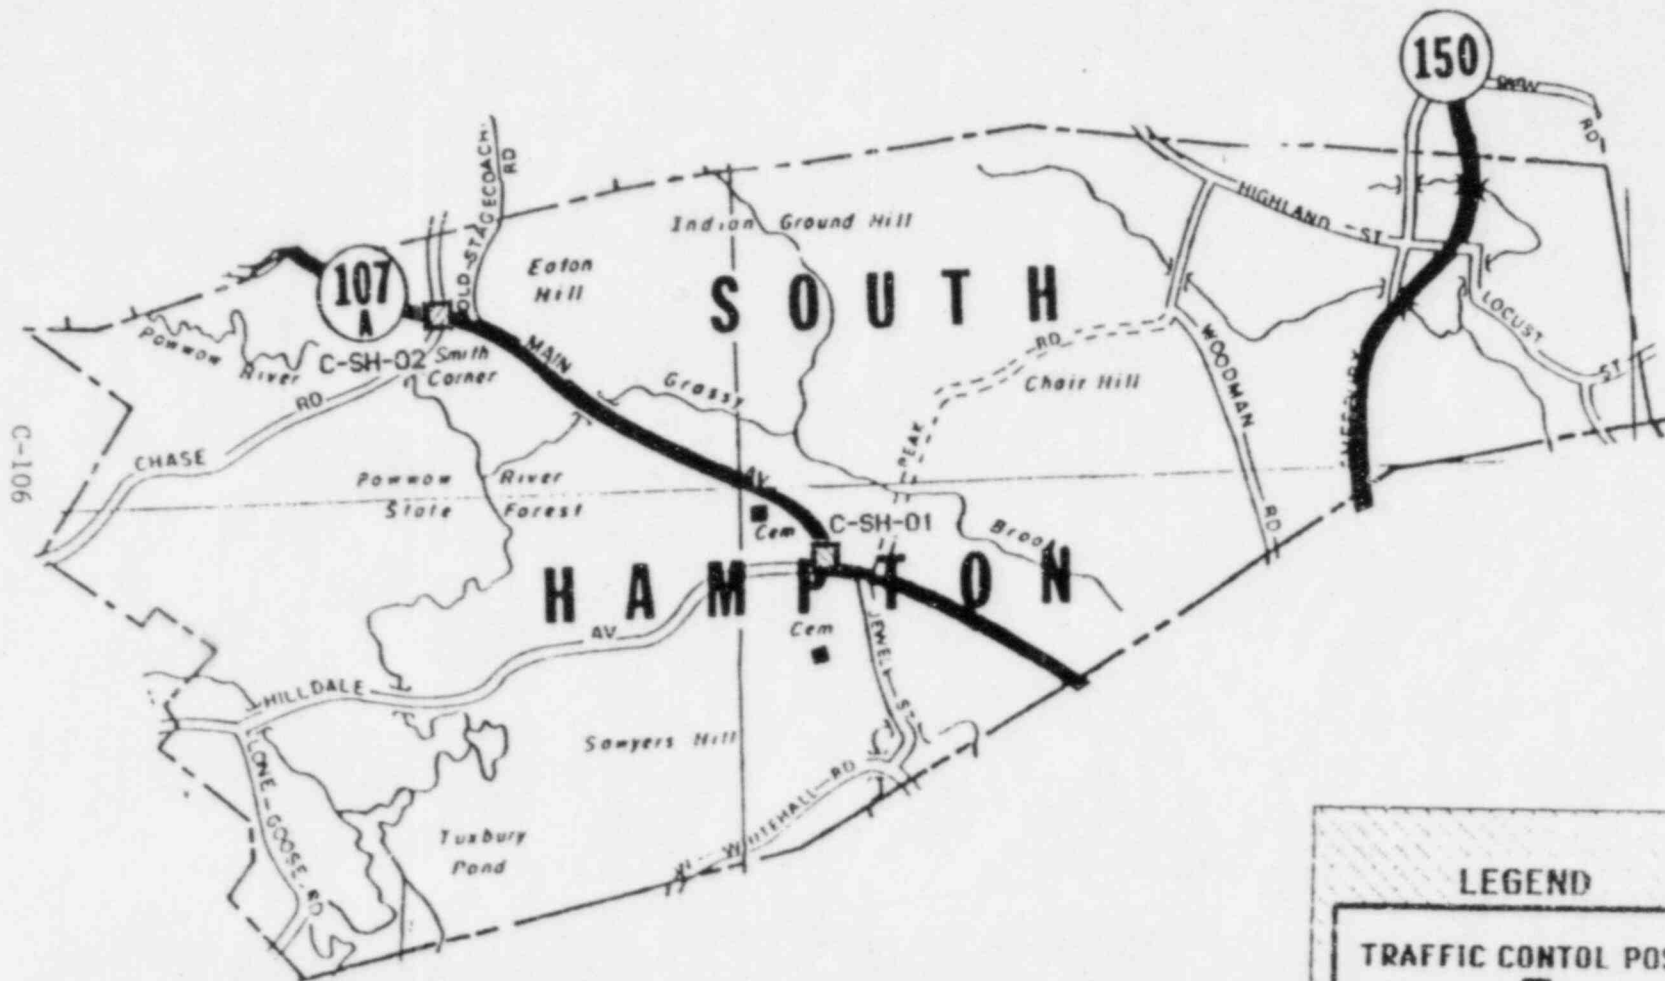 150
RD
OLD STAGECOACH RD
HIGHLAND ST
Indian Ground Hill
Eaton
Hill
107
A
SOUTH
Powwow River
C-SH-02
Smith
Corner
MAIN AV
LOCUST ST
RD
PEAK
Chair Hill
WOODMAN RD
Grassy Brook
CHASE RD
C-106
Powwow River
State Forest
Cem
C-SH-01
HAMPTON
HILLDALE AV
Cem
JEWELL ST
LONE-GOOSE RD
Sawyers Hill
W WHITEHALL RD
Tuxbury
Pond
LEGEND
TRAFFIC CONTOL POS